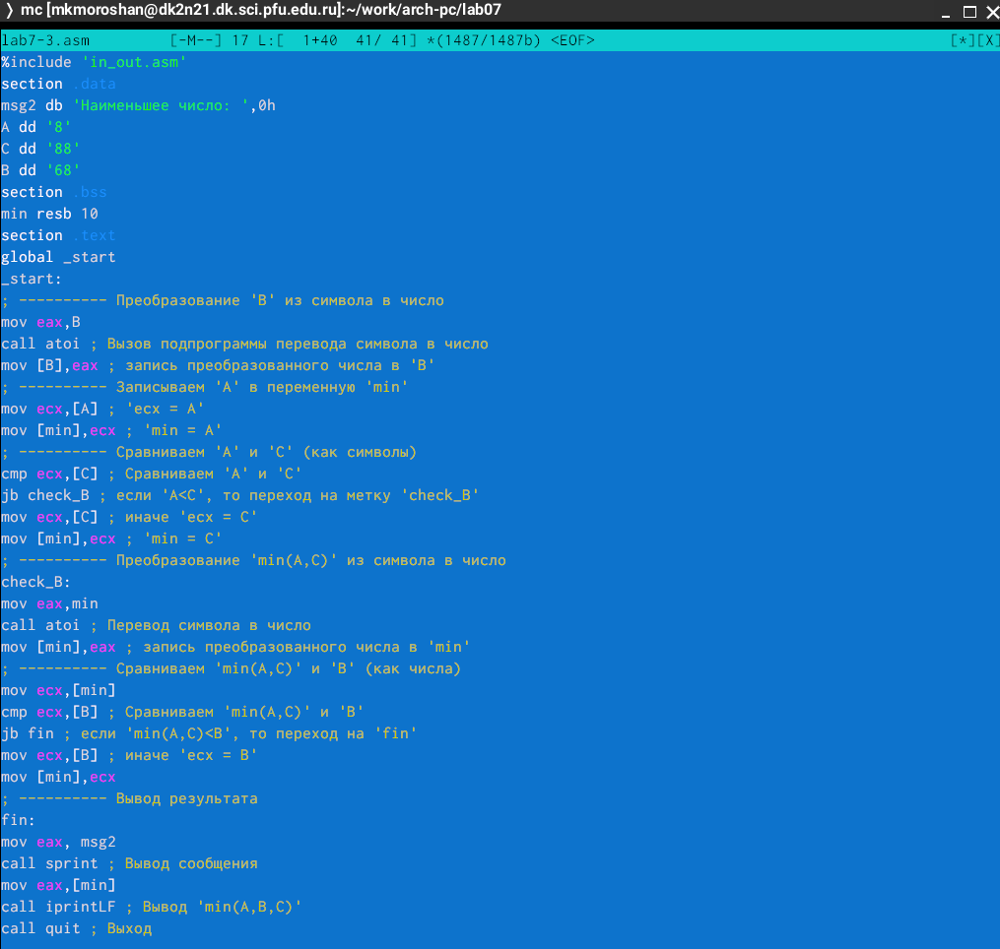 ❭ mc [mkmoroshan@dk2n21.dk.sci.pfu.edu.ru]:~/work/arch-pc/lab07
lab7-3.asm [-M--] 17 L:[ 1+40 41/ 41] *(1487/1487b) <EOF> [*][X]
%include 'in_out.asm'
section .data
msg2 db 'Наименьшее число: ',0h
A dd '8'
C dd '88'
B dd '68'
section .bss
min resb 10
section .text
global _start
_start:
; ---------- Преобразование 'B' из символа в число
mov eax,B
call atoi ; Вызов подпрограммы перевода символа в число
mov [B],eax ; запись преобразованного числа в 'B'
; ---------- Записываем 'A' в переменную 'min'
mov ecx,[A] ; 'ecx = A'
mov [min],ecx ; 'min = A'
; ---------- Сравниваем 'A' и 'C' (как символы)
cmp ecx,[C] ; Сравниваем 'A' и 'C'
jb check_B ; если 'A<C', то переход на метку 'check_B'
mov ecx,[C] ; иначе 'ecx = C'
mov [min],ecx ; 'min = C'
; ---------- Преобразование 'min(A,C)' из символа в число
check_B:
mov eax,min
call atoi ; Перевод символа в число
mov [min],eax ; запись преобразованного числа в 'min'
; ---------- Сравниваем 'min(A,C)' и 'B' (как числа)
mov ecx,[min]
cmp ecx,[B] ; Сравниваем 'min(A,C)' и 'B'
jb fin ; если 'min(A,C)<B', то переход на 'fin'
mov ecx,[B] ; иначе 'ecx = B'
mov [min],ecx
; ---------- Вывод результата
fin:
mov eax, msg2
call sprint ; Вывод сообщения
mov eax,[min]
call iprintLF ; Вывод 'min(A,B,C)'
call quit ; Выход